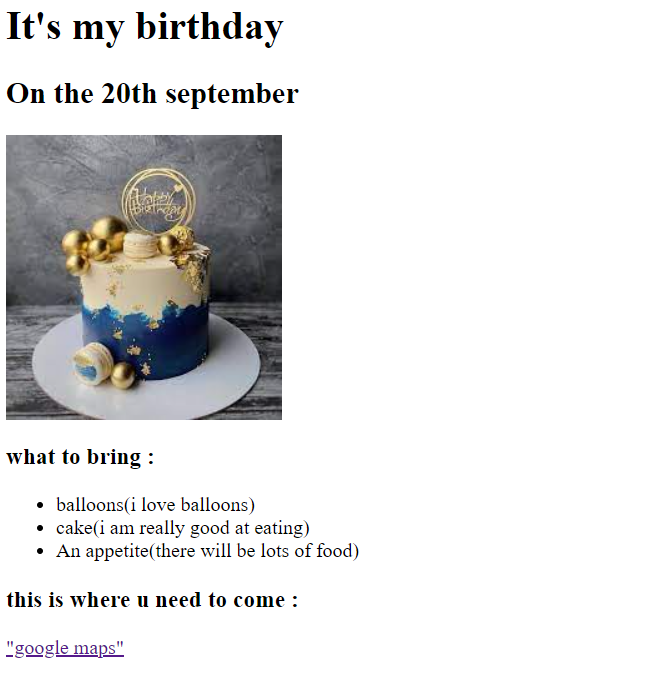 It's my birthday
On the 20th september
Happy
Birthday
what to bring :
balloons(i love balloons)
cake(i am really good at eating)
An appetite(there will be lots of food)
this is where u need to come :
"google maps"